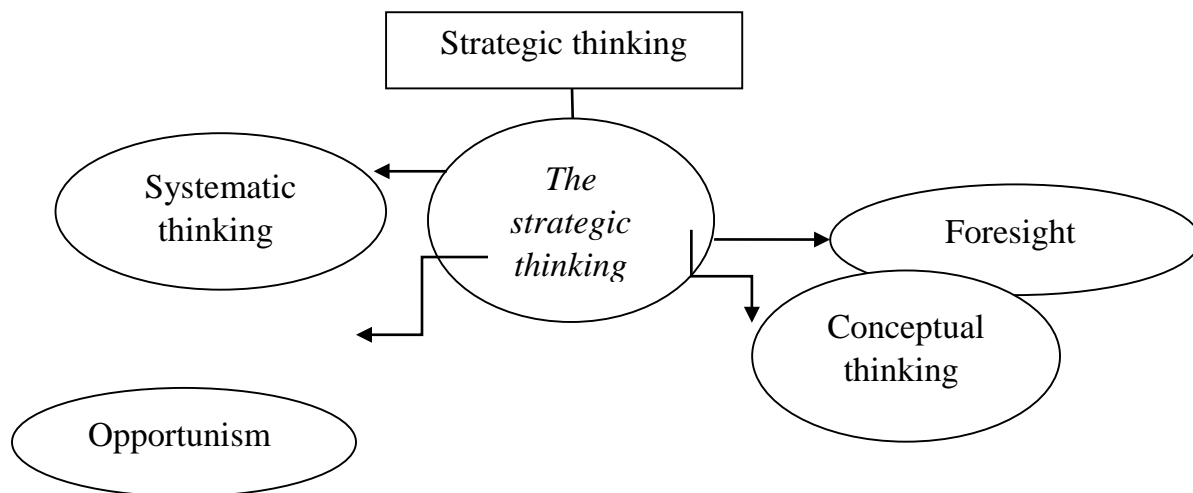 Strategic thinking
Systematic
thinking
The
strategic
thinking
Foresight
Conceptual
thinking
Opportunism